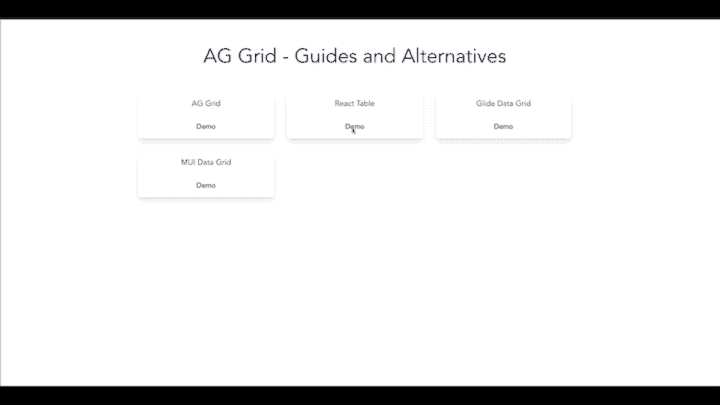 AG Grid - Guides and Alternatives
AG Grid
Demo
React Table
Demo
Glide Data Grid
Demo
MUI Data Grid
Demo